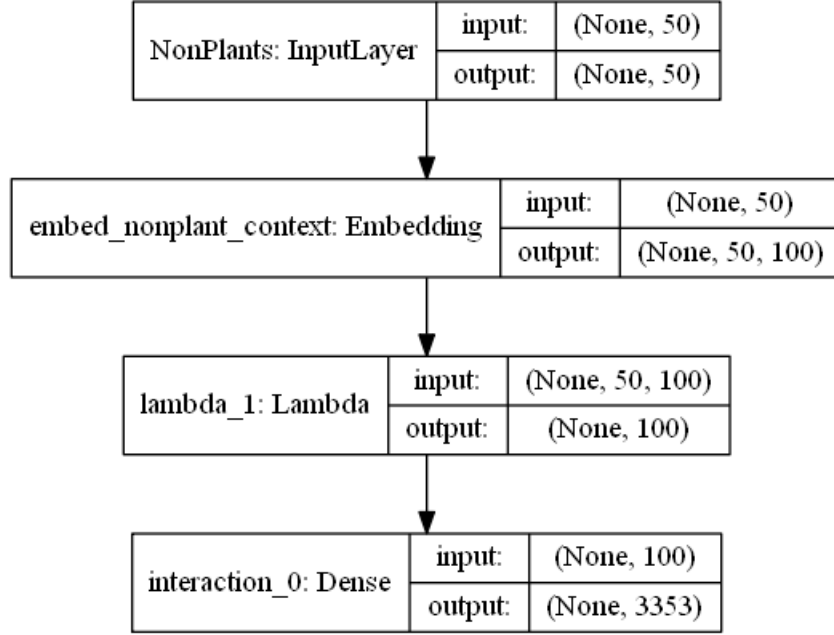 NonPlants: InputLayer
input: (None, 50)
output: (None, 50)
embed_nonplant_context: Embedding
input: (None, 50)
output: (None, 50, 100)
lambda_1: Lambda
input: (None, 50, 100)
output: (None, 100)
interaction_0: Dense
input: (None, 100)
output: (None, 3353)